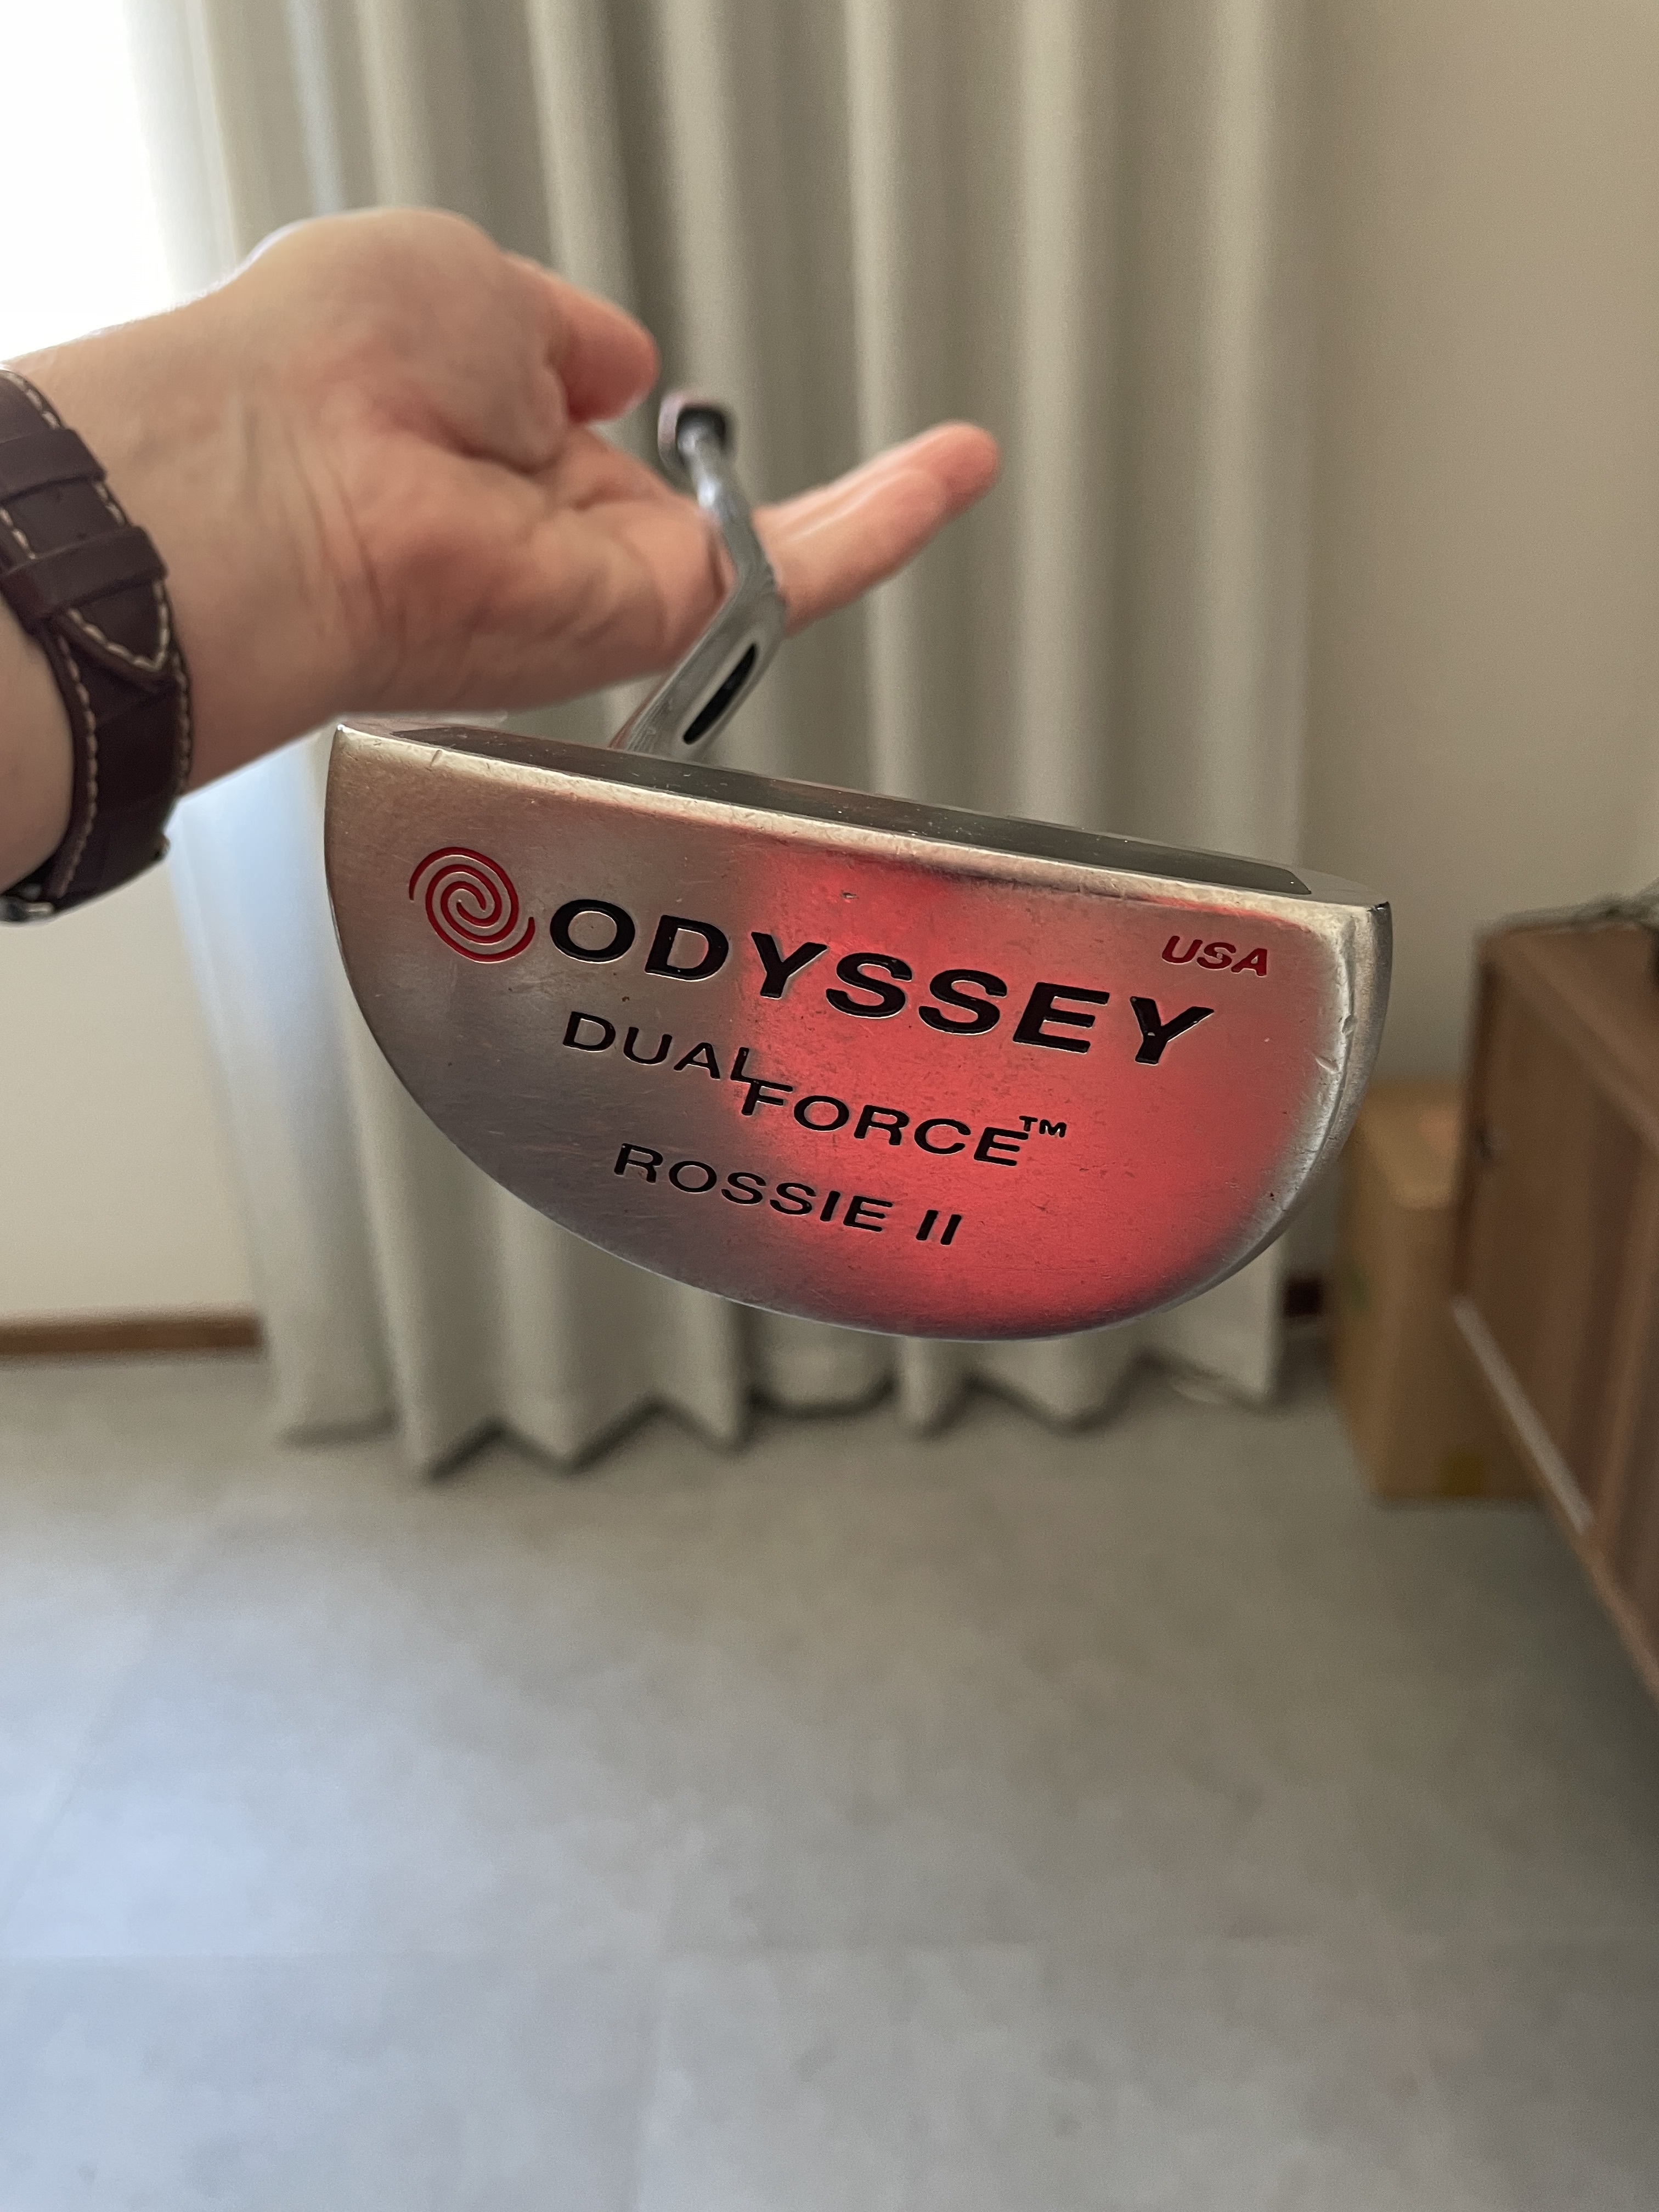 ODYSSEY
USA
DUAL
FORCE™
ROSSIE II